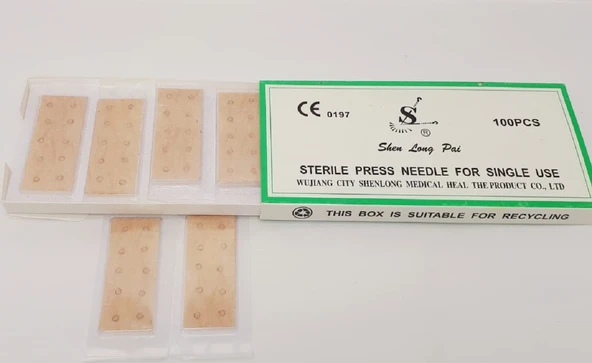 CE 0197
S
®
100PCS
Shen Long Pai
STERILE PRESS NEEDLE FOR SINGLE USE
WUJIANG CITY SHENLONG MEDICAL HEAL THE PRODUCT CO., LTD
THIS BOX IS SUITABLE FOR RECYCLING